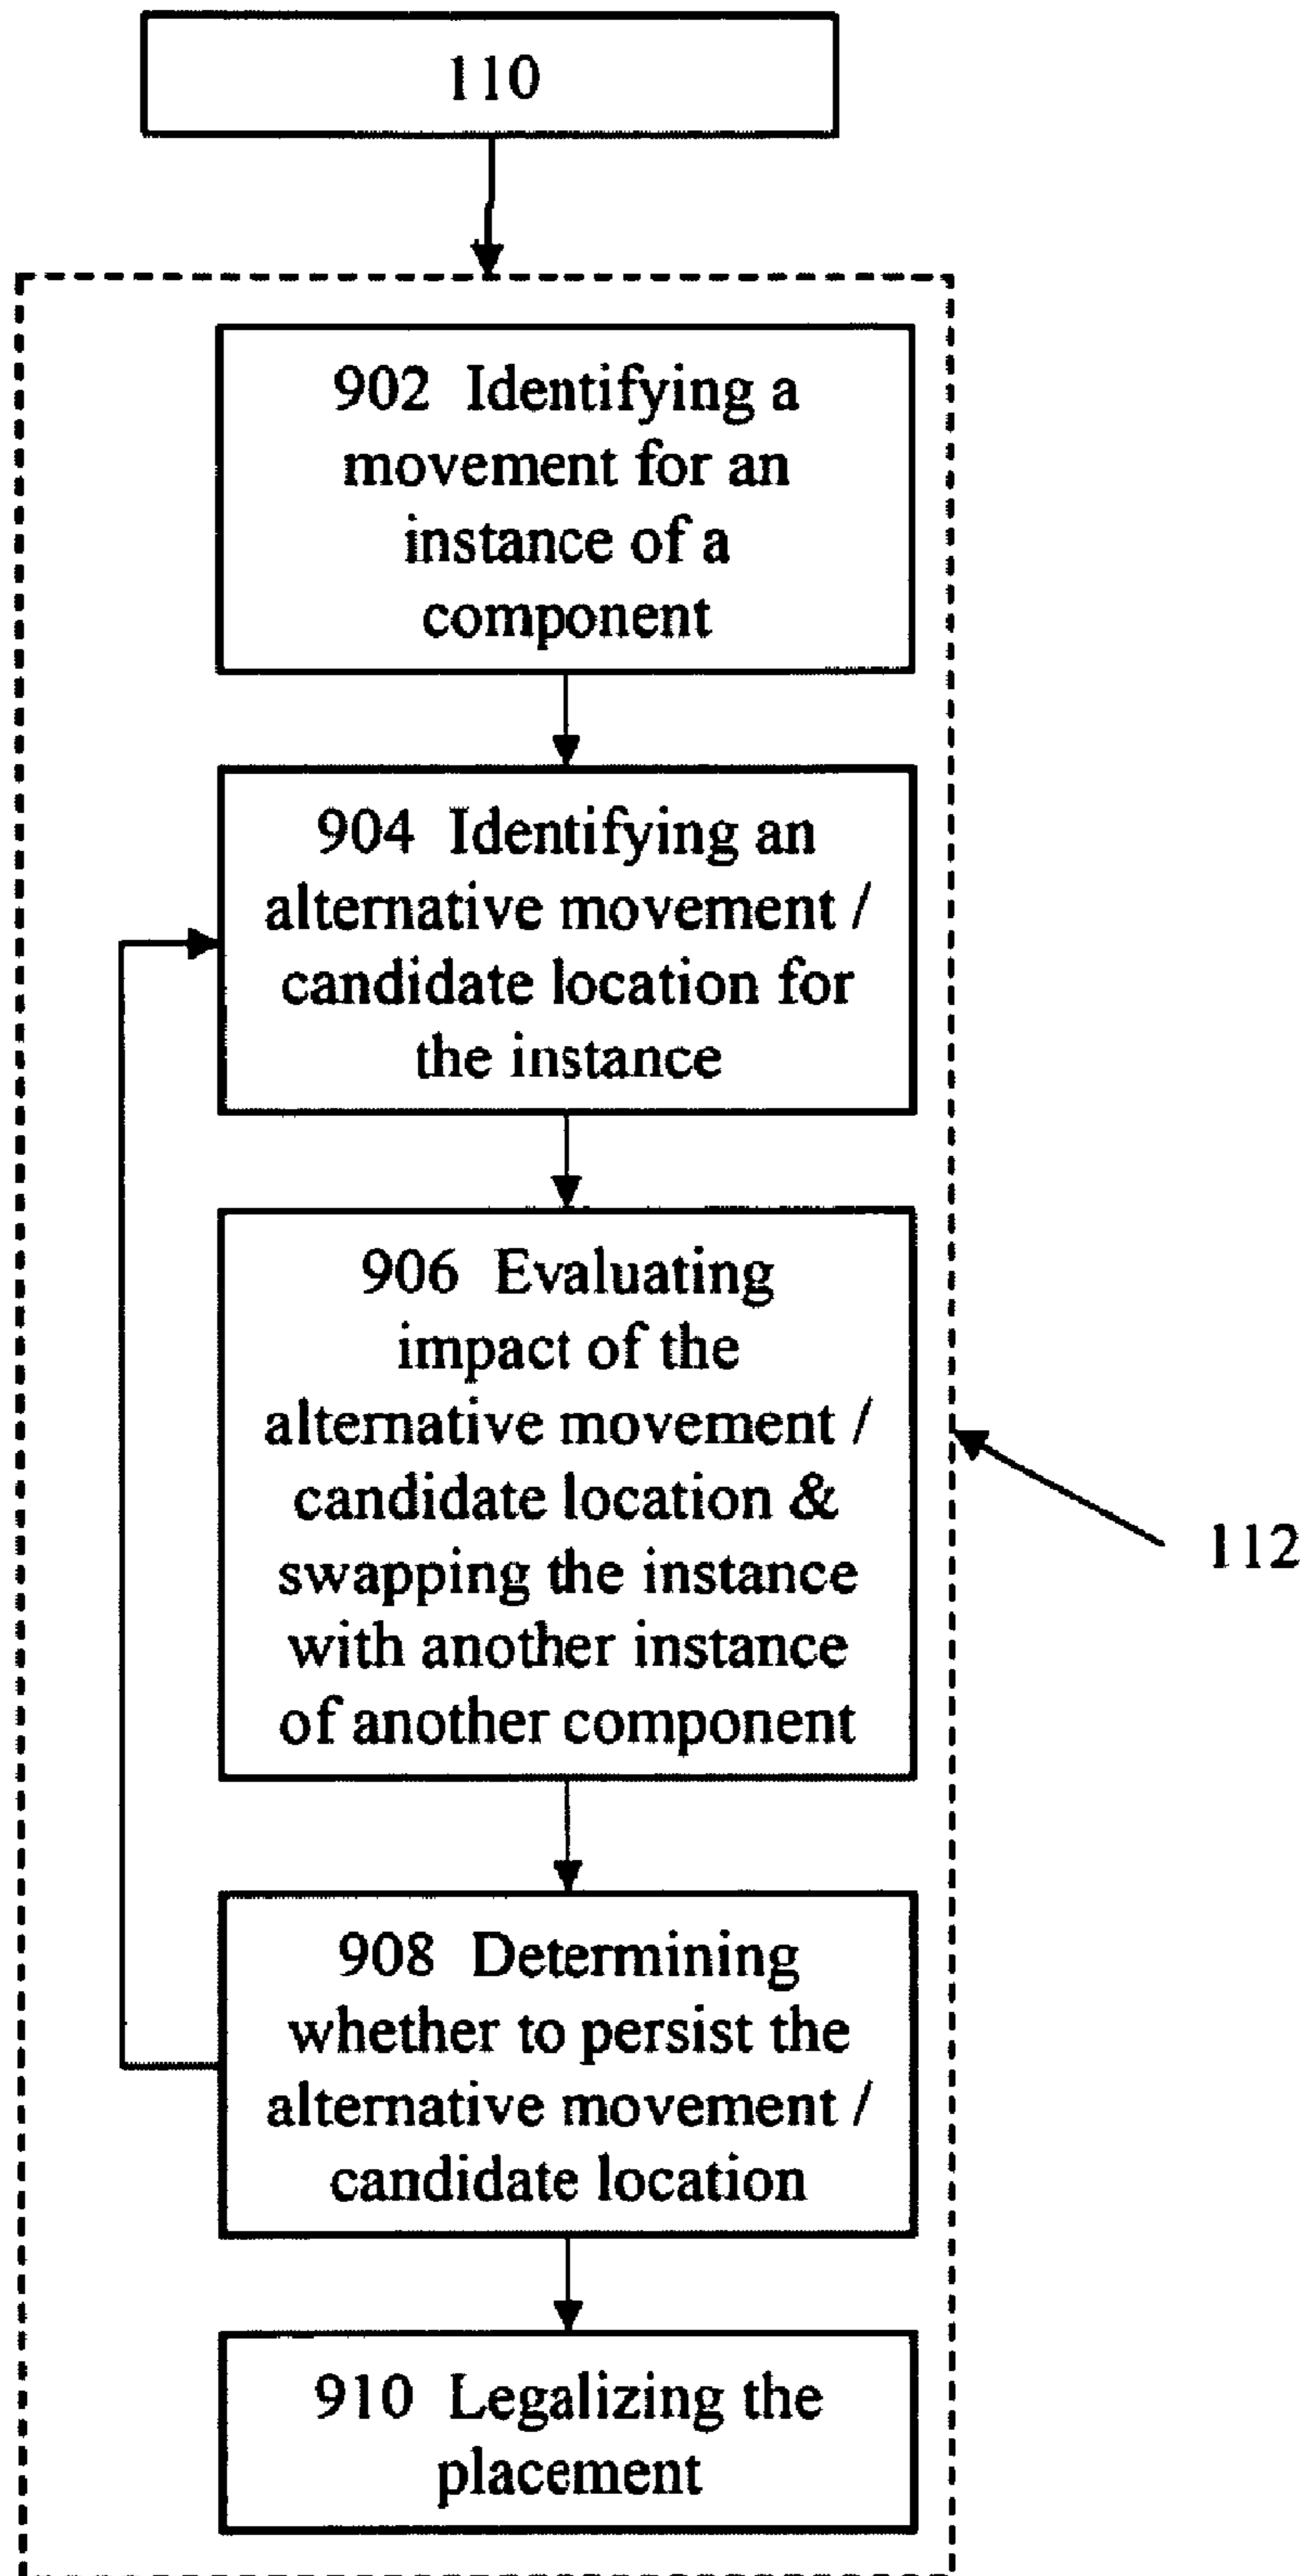 110
902 Identifying a
movement for an
instance of a
component
904 Identifying an
alternative movement /
candidate location for
the instance
906 Evaluating
impact of the
alternative movement /
candidate location &
swapping the instance
with another instance
of another component
112
908 Determining
whether to persist the
alternative movement /
candidate location
910 Legalizing the
placement